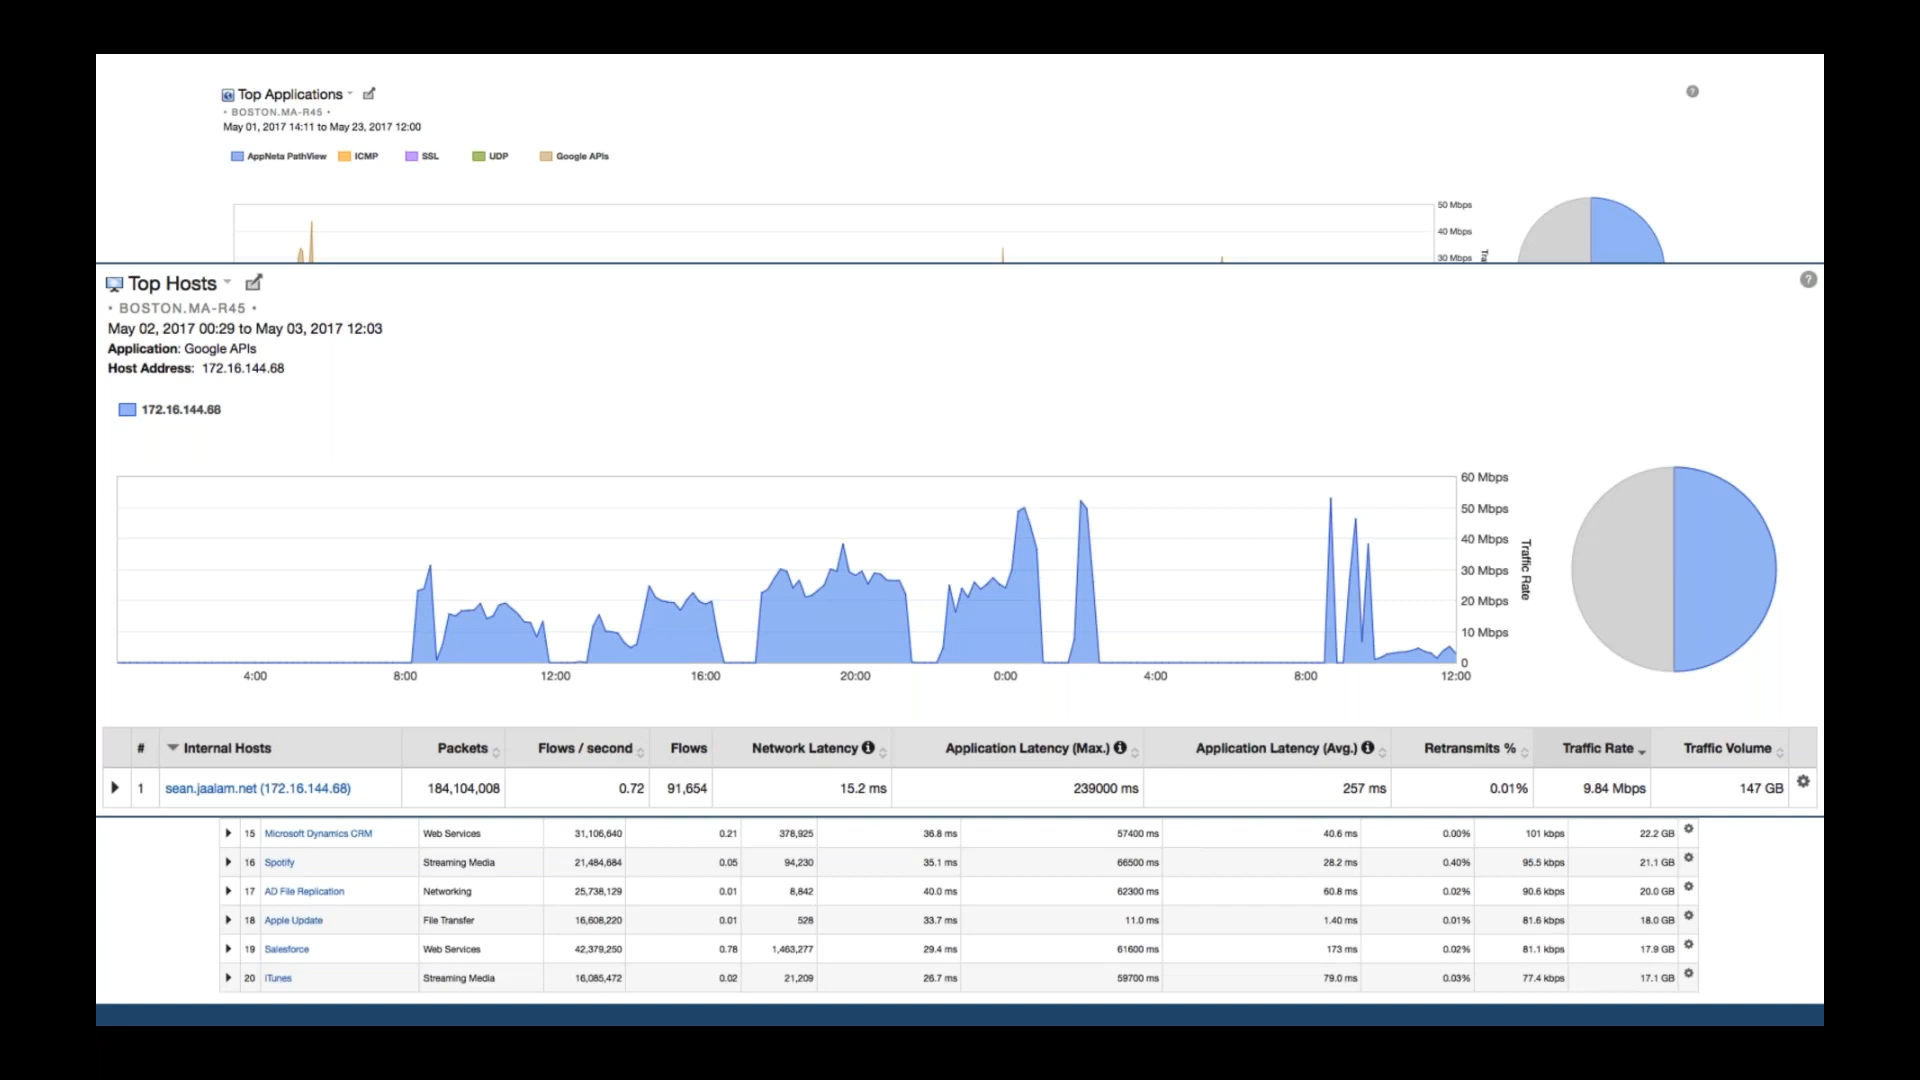 Top Applications
• BOSTON.MA-R45 •
May 01, 2017 14:11 to May 23, 2017 12:00
AppNeta PathView ICMP SSL UDP Google APIs
50 Mbps
40 Mbps
30 Mbps
Top Hosts
• BOSTON.MA-R45 •
May 02, 2017 00:29 to May 03, 2017 12:03
Application: Google APIs
Host Address: 172.16.144.68
172.16.144.68
60 Mbps
50 Mbps
40 Mbps
30 Mbps
20 Mbps
10 Mbps
0
Traffic Rate
4:00 8:00 12:00 16:00 20:00 0:00 4:00 8:00 12:00
# Internal Hosts Packets Flows / second Flows Network Latency Application Latency (Max.) Application Latency (Avg.) Retransmits % Traffic Rate Traffic Volume
1 sean.jaalam.net (172.16.144.68) 184,104,008 0.72 91,654 15.2 ms 239000 ms 257 ms 0.01% 9.84 Mbps 147 GB
15 Microsoft Dynamics CRM Web Services 31,106,640 0.21 378,925 36.8 ms 57400 ms 40.6 ms 0.00% 101 kbps 22.2 GB
16 Spotify Streaming Media 21,484,684 0.05 94,230 35.1 ms 66500 ms 28.2 ms 0.40% 95.5 kbps 21.1 GB
17 AD File Replication Networking 25,738,129 0.01 8,842 40.0 ms 62300 ms 60.8 ms 0.02% 90.6 kbps 20.0 GB
18 Apple Update File Transfer 16,608,220 0.01 528 33.7 ms 11.0 ms 1.40 ms 0.01% 81.6 kbps 18.0 GB
19 Salesforce Web Services 42,379,250 0.78 1,463,277 29.4 ms 61600 ms 173 ms 0.02% 81.1 kbps 17.9 GB
20 iTunes Streaming Media 16,085,472 0.02 21,209 26.7 ms 59700 ms 79.0 ms 0.03% 77.4 kbps 17.1 GB